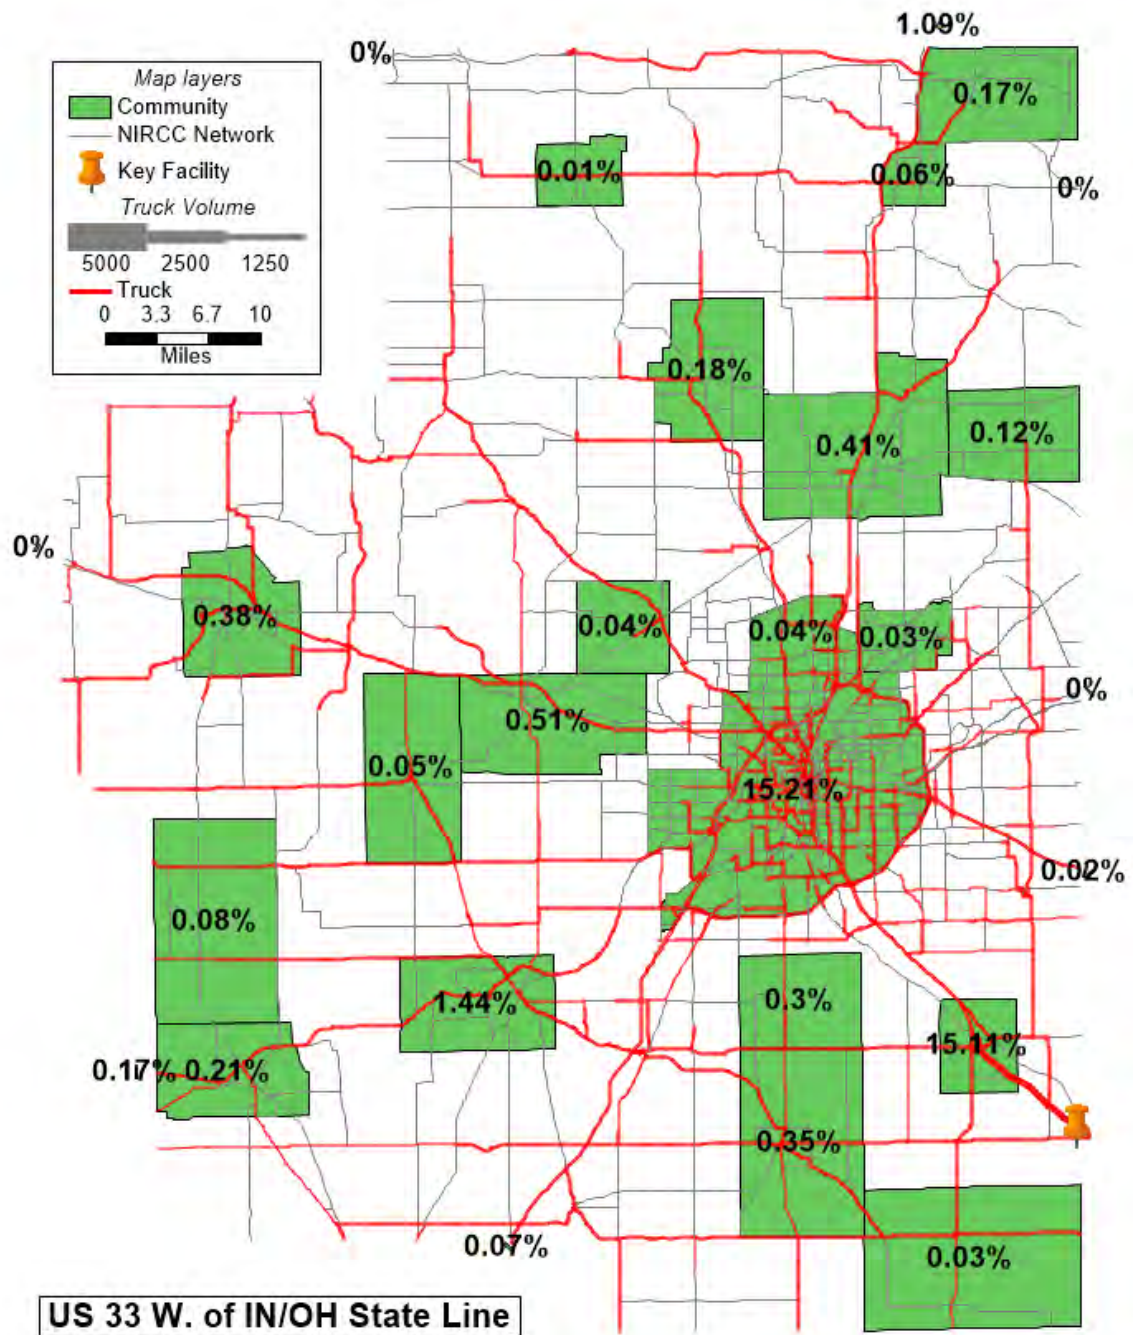 1.09%
0%
Map layers
Community
0.17%
NIRCC Network
Key Facility
0.01%
0.06%
0%
Truck Volume
5000 2500 1250
Truck
0 3.3 6.7 10
Miles
0.18%
0.41%
0.12%
0%
0.38%
0.04%
0.04%
0.03%
0%
0.51%
0.05%
15.21%
0.02%
0.08%
1.44%
0.3%
15.11%
0.17% 0.21%
0.35%
0.07%
0.03%
US 33 W. of IN/OH State Line